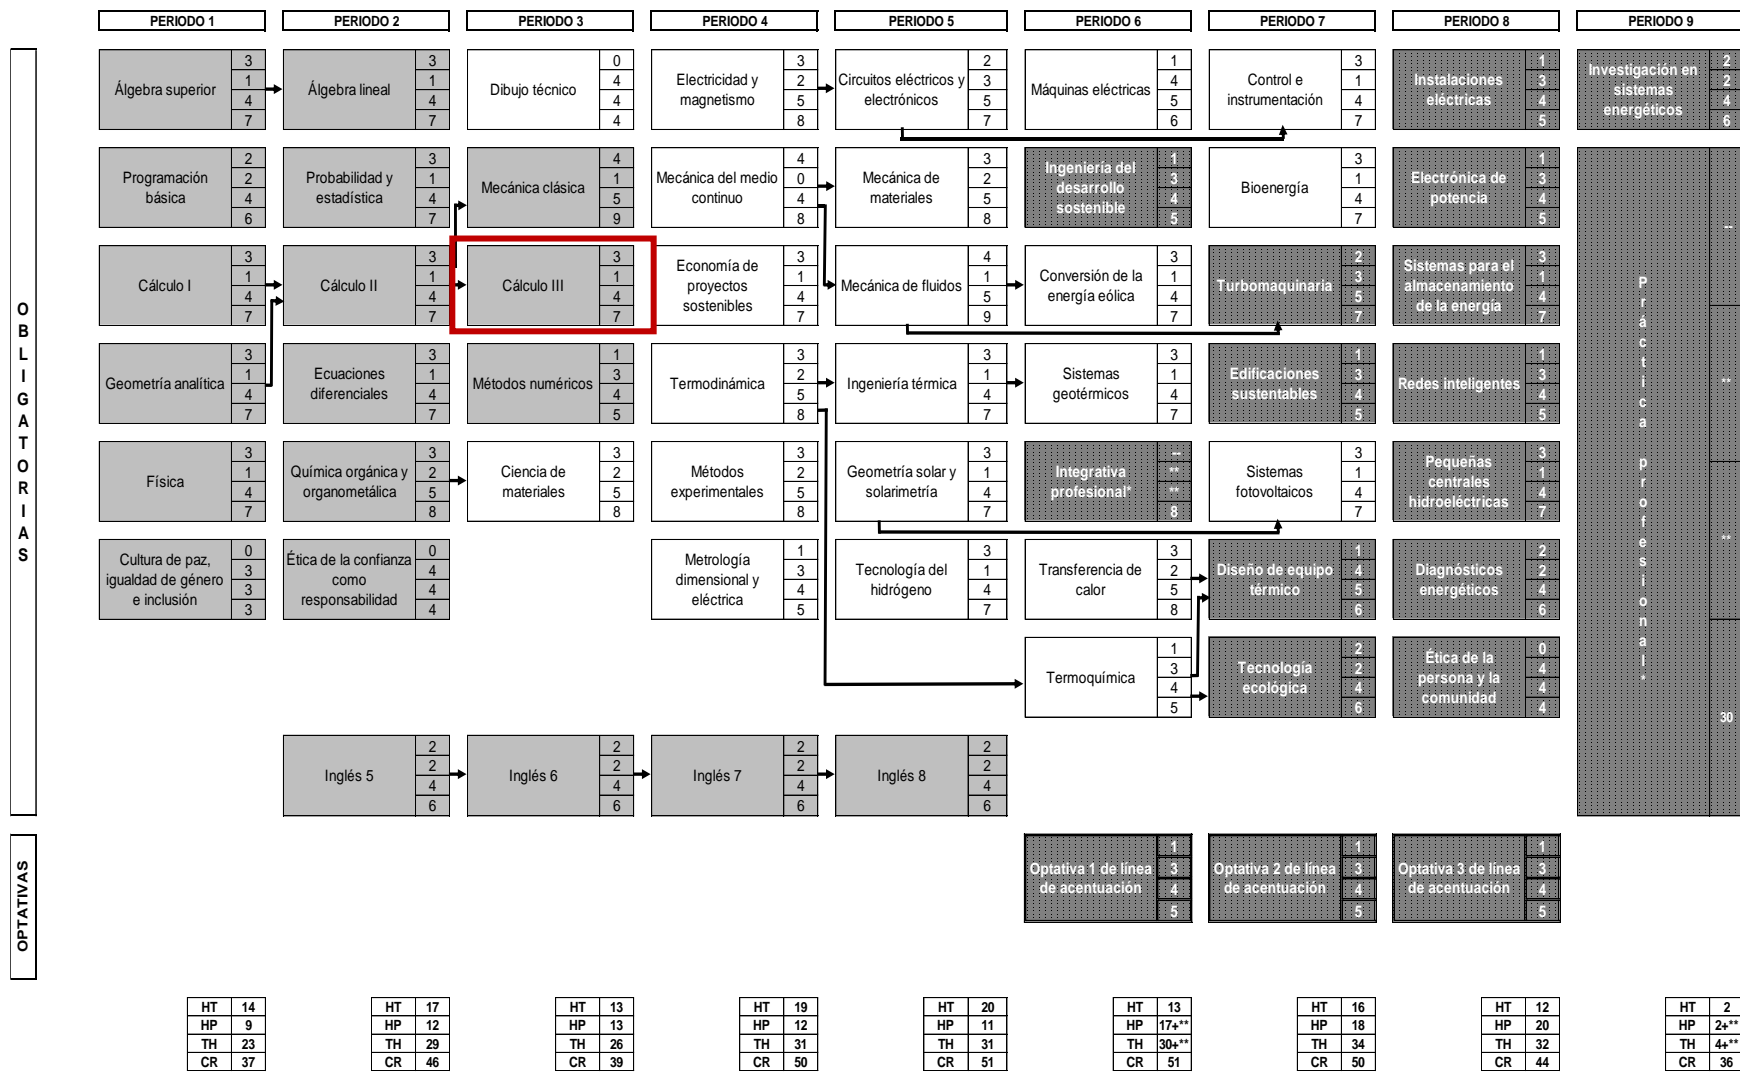 PERIODO 1
PERIODO 2
PERIODO 3
PERIODO 4
PERIODO 5
PERIODO 6
PERIODO 7
PERIODO 8
PERIODO 9
OBLIGATORIAS
Álgebra superior
3
1
4
7
Álgebra lineal
3
1
4
7
Dibujo técnico
0
4
4
4
Electricidad y
magnetismo
3
2
5
8
Circuitos eléctricos y
electrónicos
2
3
5
7
Máquinas eléctricas
1
4
5
6
Control e
instrumentación
3
1
4
7
Instalaciones
eléctricas
1
3
4
5
Investigación en
sistemas
energéticos
2
2
4
6
Programación
básica
2
2
4
6
Probabilidad y
estadística
3
1
4
7
Mecánica clásica
4
1
5
9
Mecánica del medio
continuo
4
0
4
8
Mecánica de
materiales
3
2
5
8
Ingeniería del
desarrollo
sostenible
1
3
4
5
Bioenergía
3
1
4
7
Electrónica de
potencia
1
3
4
5
Práctica profesional*
--
**
**
30
Cálculo I
3
1
4
7
Cálculo II
3
1
4
7
Cálculo III
3
1
4
7
Economía de
proyectos
sostenibles
3
1
4
7
Mecánica de fluidos
4
1
5
9
Conversión de la
energía eólica
3
1
4
7
Turbomaquinaria
2
3
5
7
Sistemas para el
almacenamiento
de la energía
3
1
4
7
Geometría analítica
3
1
4
7
Ecuaciones
diferenciales
3
1
4
7
Métodos numéricos
1
3
4
5
Termodinámica
3
2
5
8
Ingeniería térmica
3
1
4
7
Sistemas
geotérmicos
3
1
4
7
Edificaciones
sustentables
1
3
4
5
Redes inteligentes
1
3
4
5
Física
3
1
4
7
Química orgánica y
organometálica
3
2
5
8
Ciencia de
materiales
3
2
5
8
Métodos
experimentales
3
2
5
8
Geometría solar y
solarimetría
3
1
4
7
Integrativa
profesional*
--
**
**
8
Sistemas
fotovoltaicos
3
1
4
7
Pequeñas
centrales
hidroeléctricas
3
1
4
7
Cultura de paz,
igualdad de género
e inclusión
0
3
3
3
Ética de la confianza
como
responsabilidad
0
4
4
4
Metrología
dimensional y
eléctrica
1
3
4
5
Tecnología del
hidrógeno
3
1
4
7
Transferencia de
calor
3
2
5
8
Diseño de equipo
térmico
1
4
5
6
Diagnósticos
energéticos
2
2
4
6
Termoquímica
1
3
4
5
Tecnología
ecológica
2
2
4
6
Ética de la
persona y la
comunidad
0
4
4
4
Inglés 5
2
2
4
6
Inglés 6
2
2
4
6
Inglés 7
2
2
4
6
Inglés 8
2
2
4
6
OPTATIVAS
Optativa 1 de línea
de acentuación
1
3
4
5
Optativa 2 de línea
de acentuación
1
3
4
5
Optativa 3 de línea
de acentuación
1
3
4
5
HT 14
HP 9
TH 23
CR 37
HT 17
HP 12
TH 29
CR 46
HT 13
HP 13
TH 26
CR 39
HT 19
HP 12
TH 31
CR 50
HT 20
HP 11
TH 31
CR 51
HT 13
HP 17+**
TH 30+**
CR 51
HT 16
HP 18
TH 34
CR 50
HT 12
HP 20
TH 32
CR 44
HT 2
HP 2+**
TH 4+**
CR 36